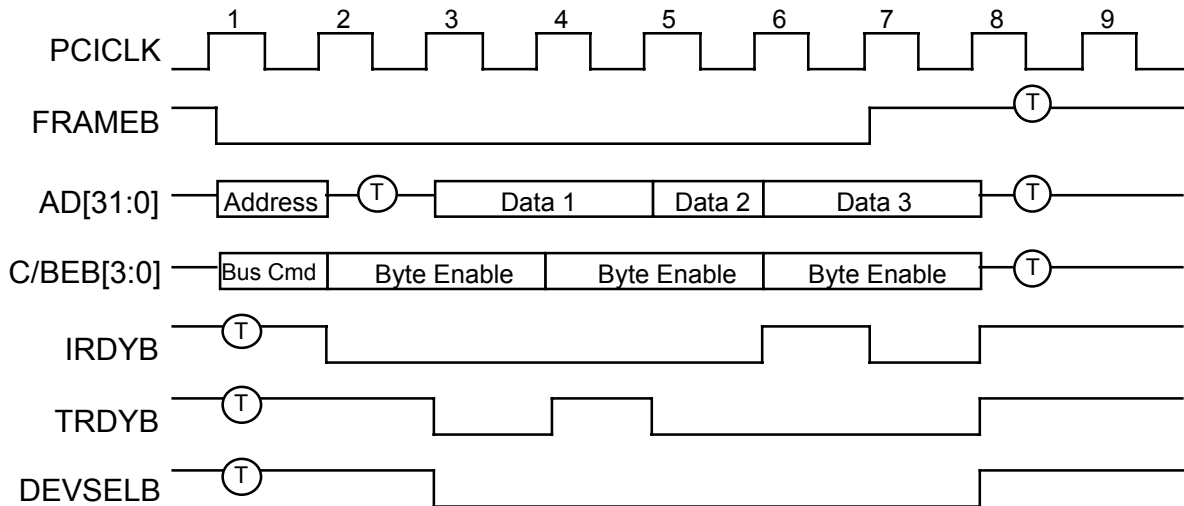 1 2 3 4 5 6 7 8 9
PCICLK
FRAMEB T
AD[31:0] Address T Data 1 Data 2 Data 3 T
C/BEB[3:0] Bus Cmd Byte Enable Byte Enable Byte Enable T
IRDYB T
TRDYB T
DEVSELB T